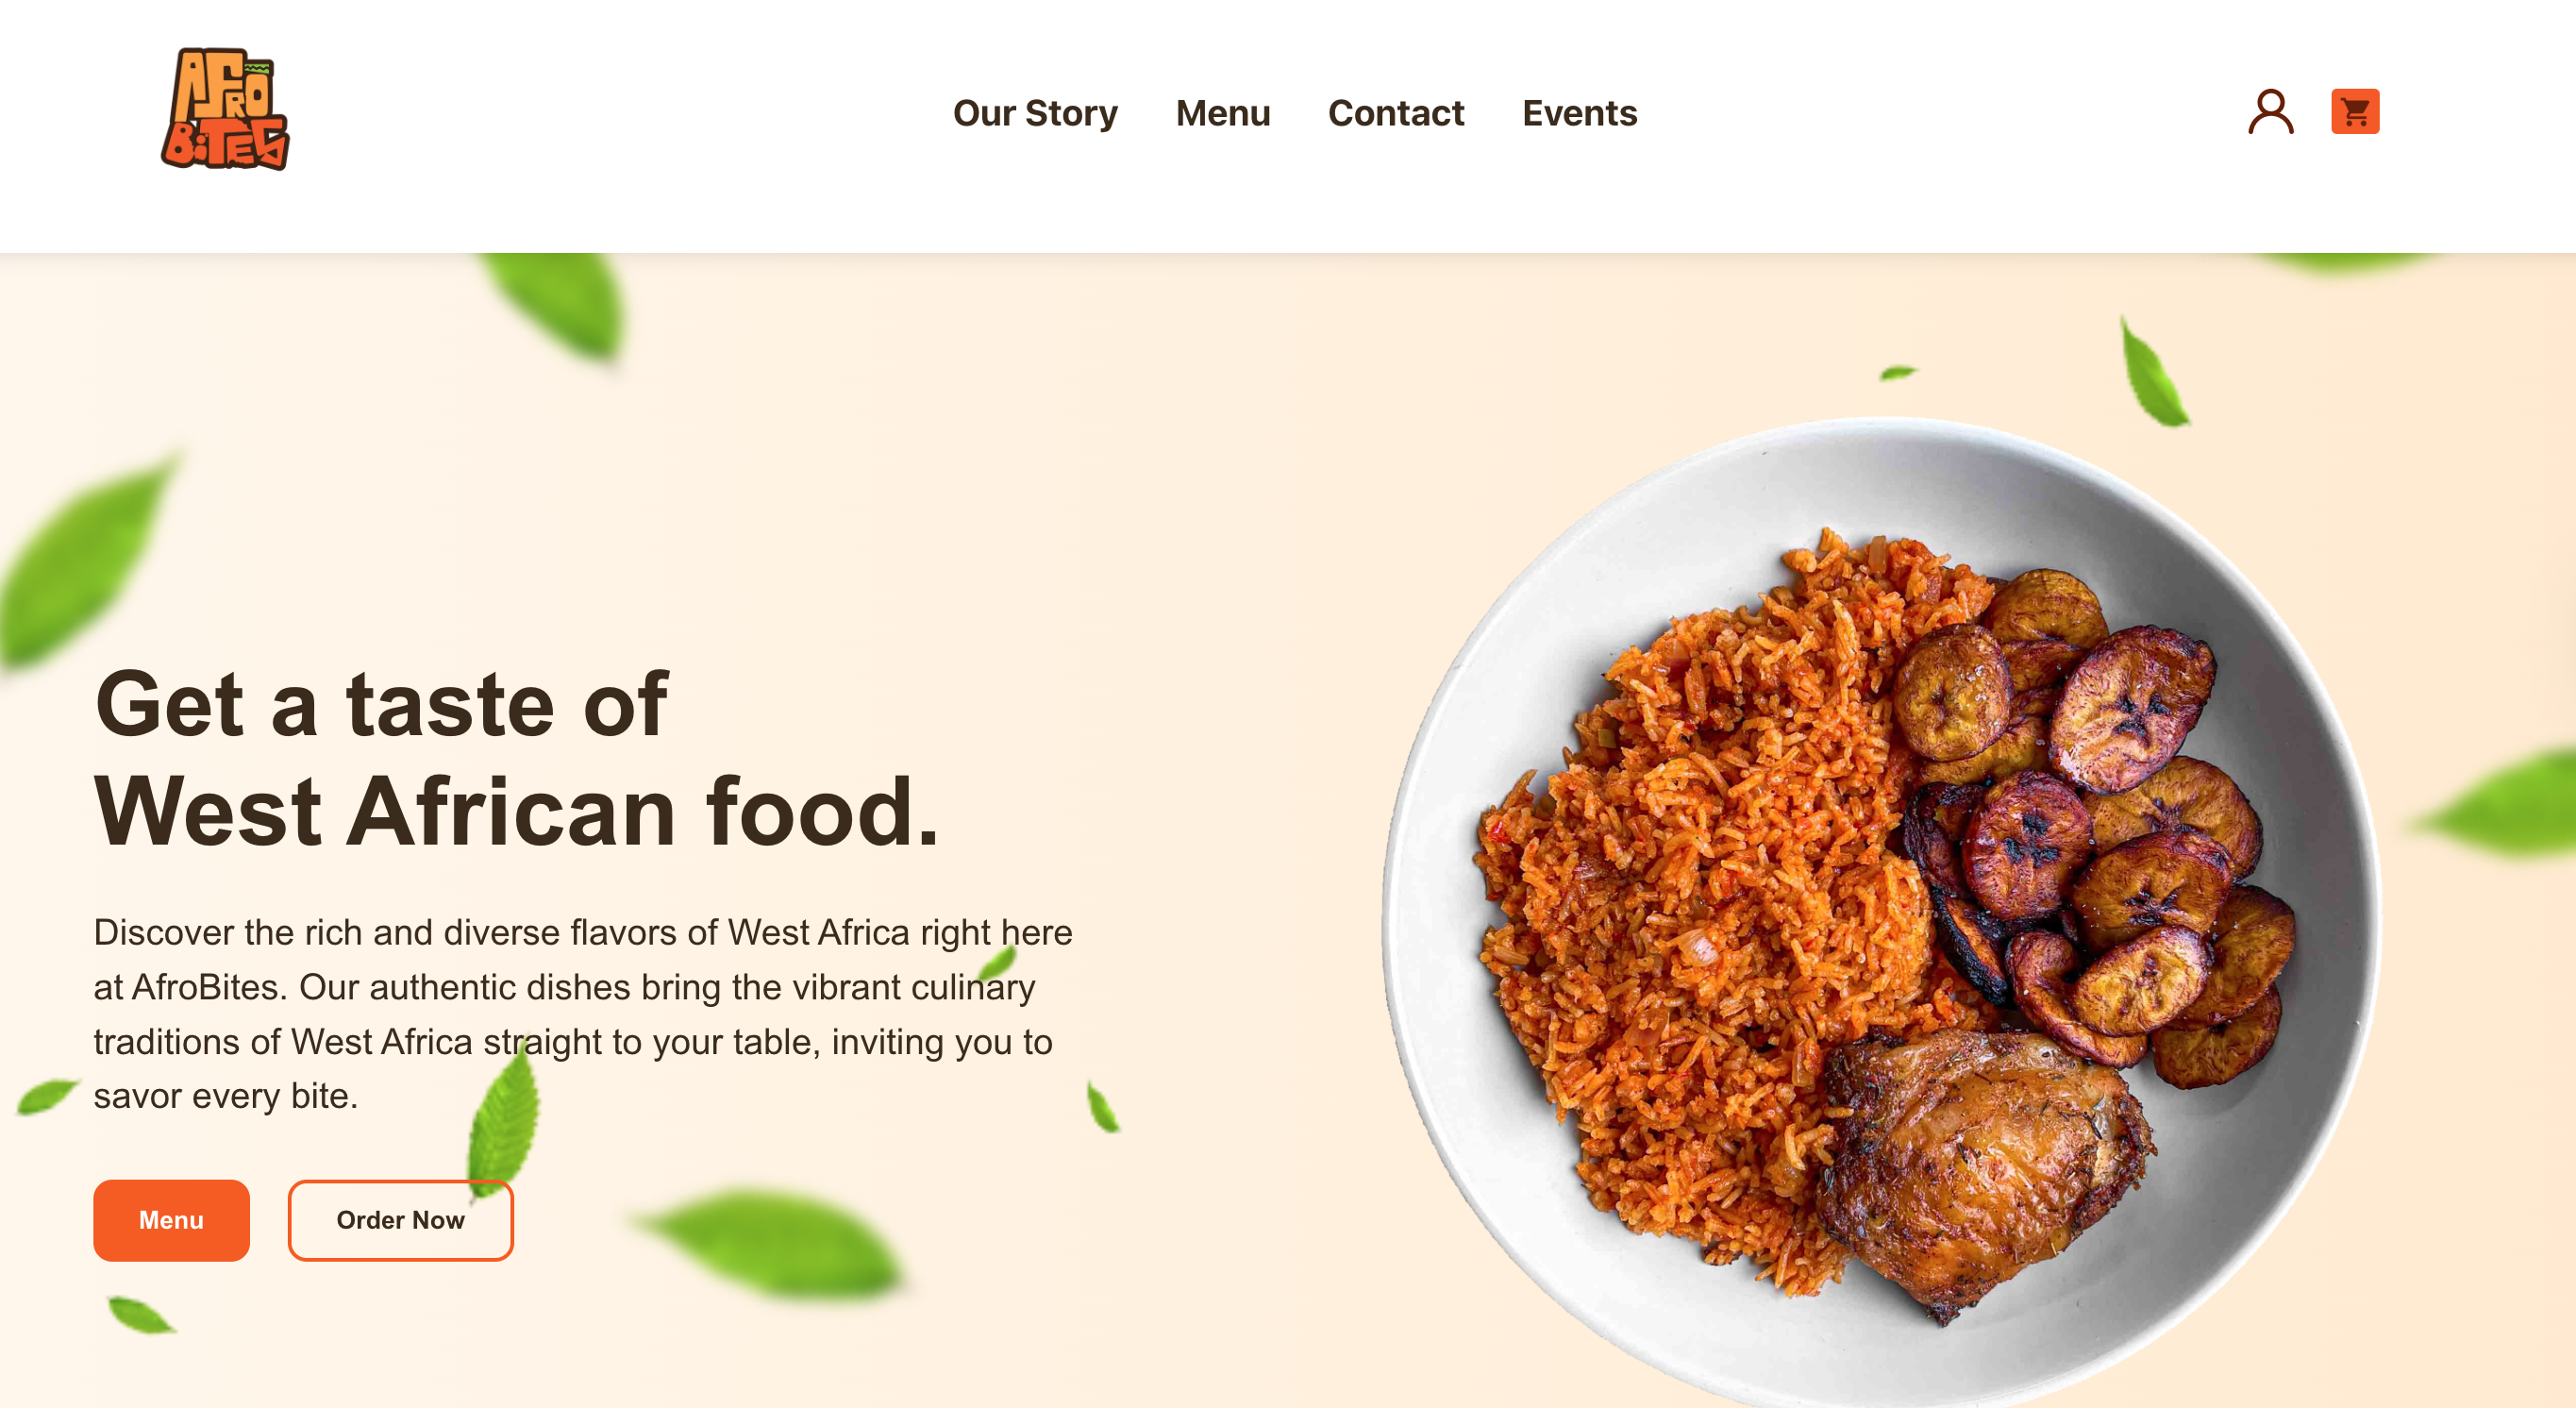 AFRO
BiTES
Our Story Menu Contact Events
Get a taste of
West African food.
Discover the rich and diverse flavors of West Africa right here
at AfroBites. Our authentic dishes bring the vibrant culinary
traditions of West Africa straight to your table, inviting you to
savor every bite.
Menu Order Now